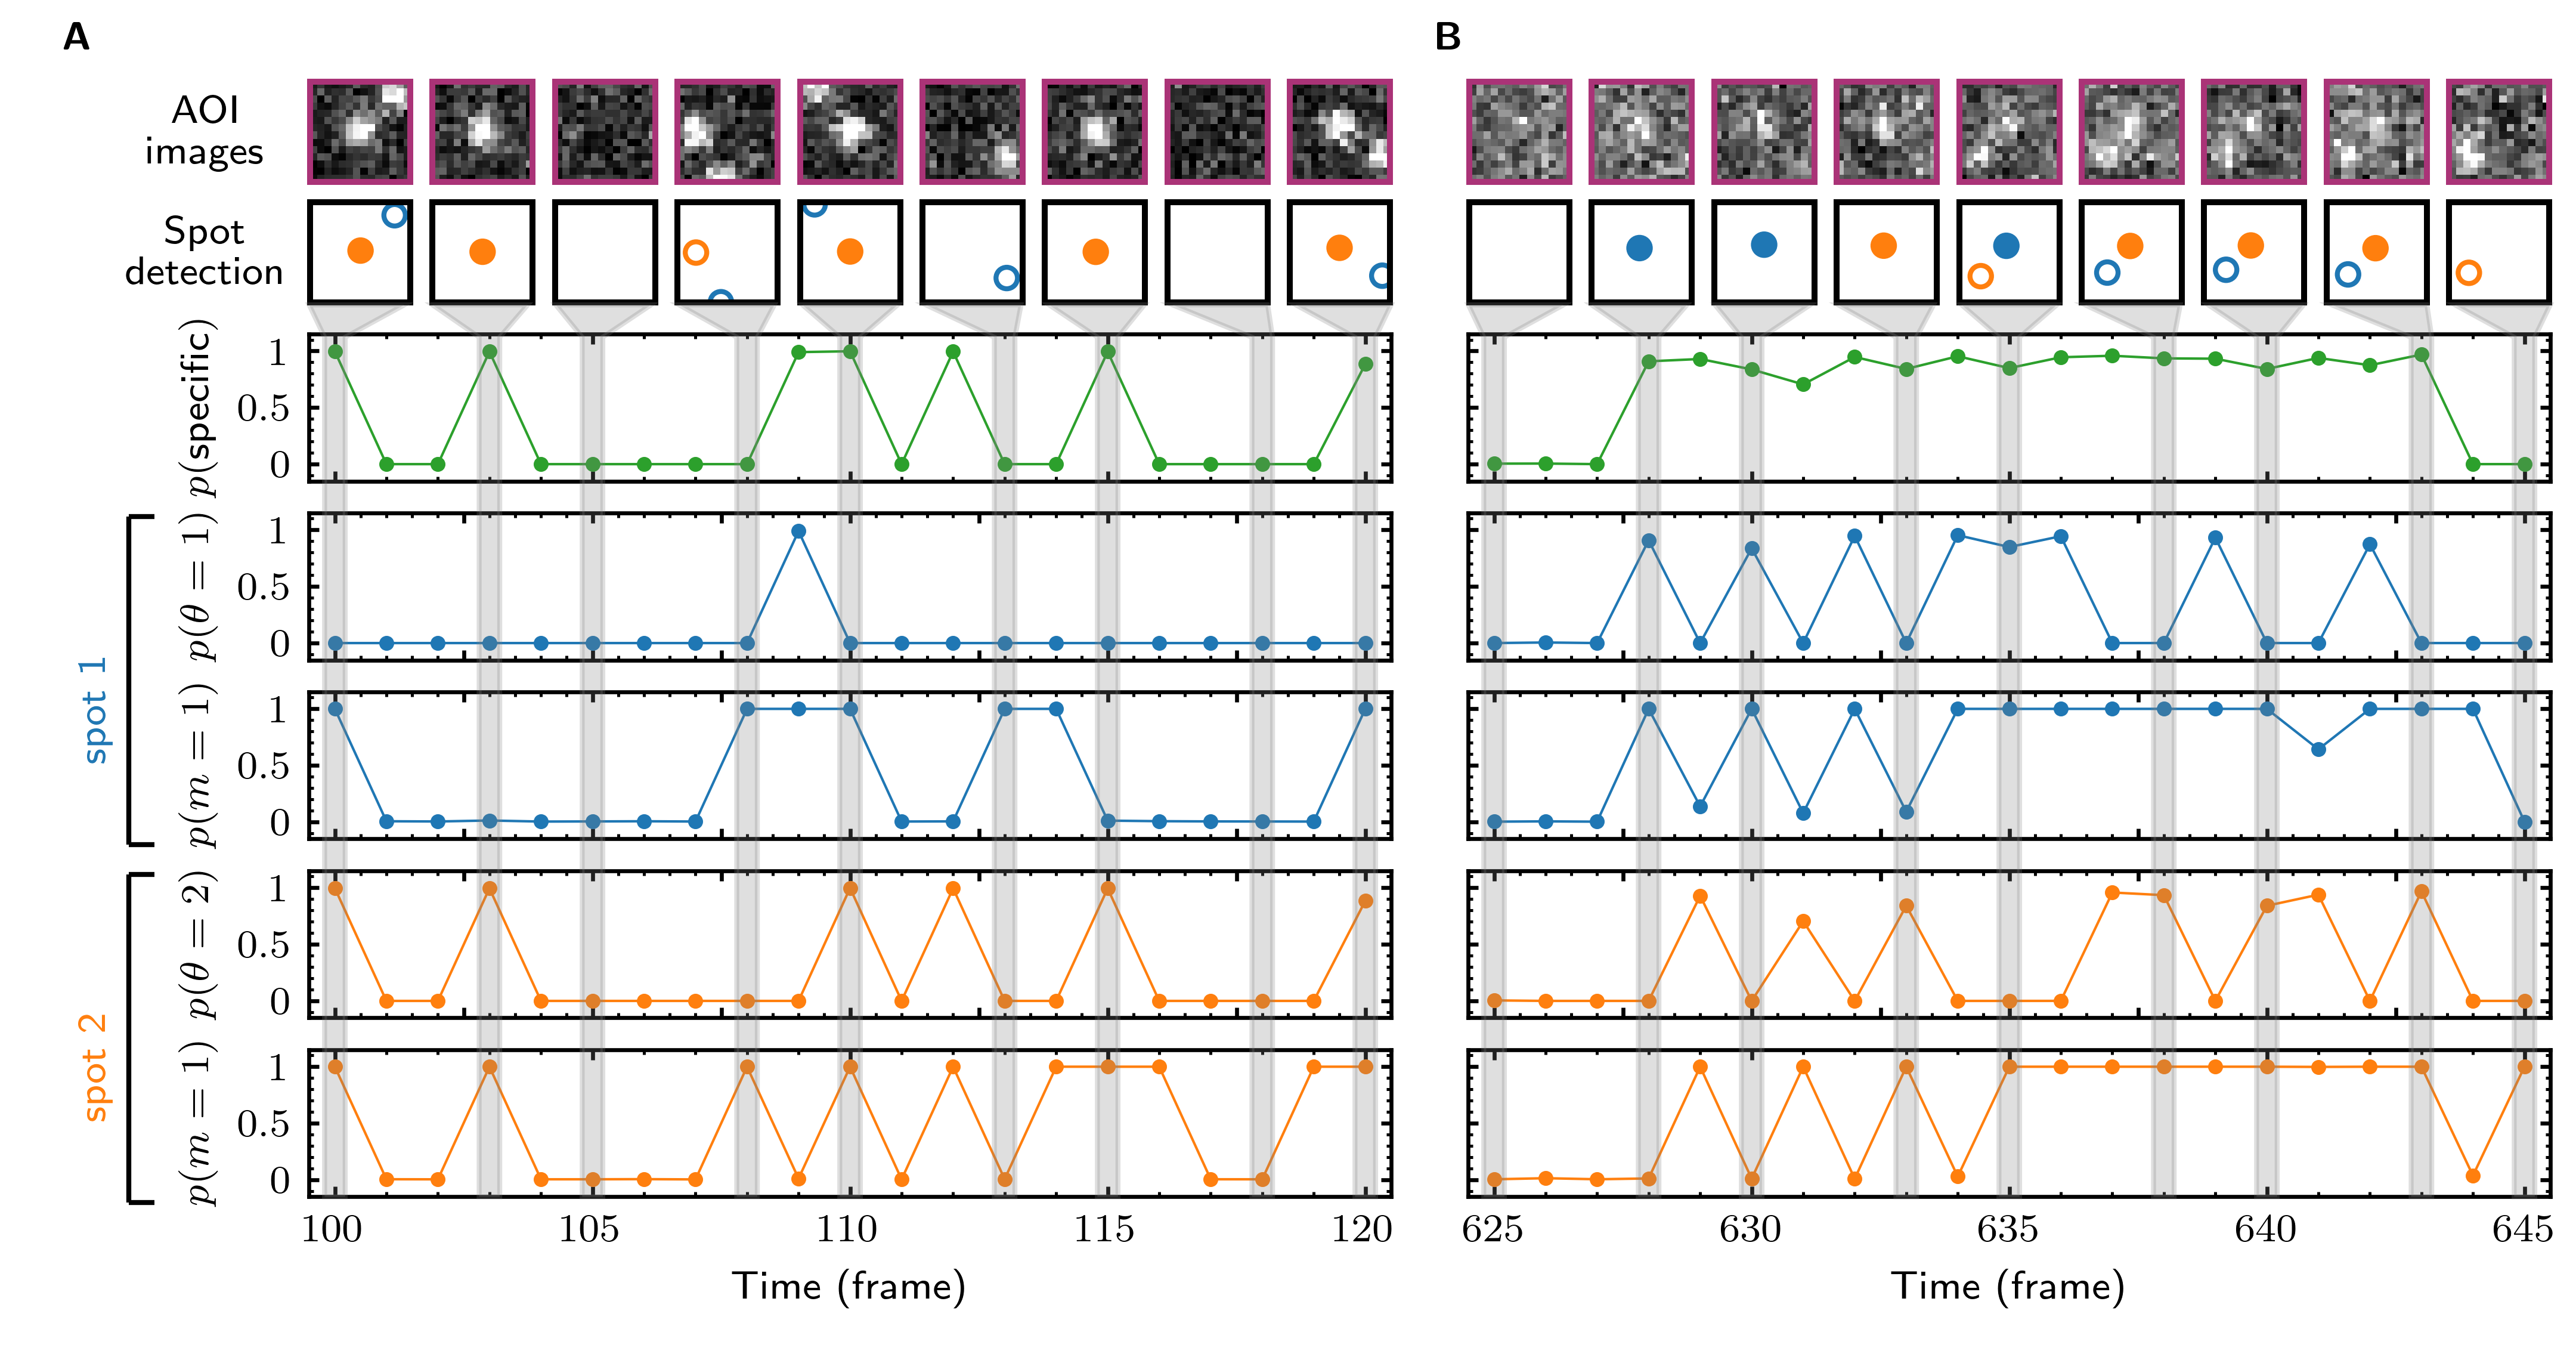 A
B
AOI
images
Spot
detection
p(specific)
1
0.5
0
spot 1
p(θ = 1)
1
0.5
0
p(m = 1)
1
0.5
0
spot 2
p(θ = 2)
1
0.5
0
p(m = 1)
1
0.5
0
100 105 110 115 120
625 630 635 640 645
Time (frame)
Time (frame)